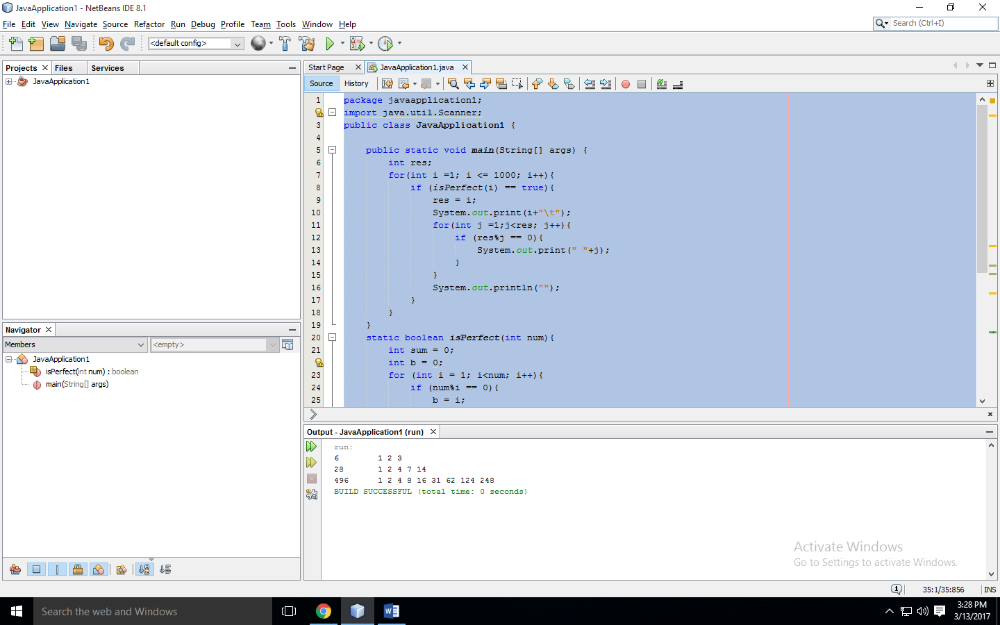 JavaApplication1 - NetBeans IDE 8.1
File Edit View Navigate Source Refactor Run Debug Profile Team Tools Window Help
Search (Ctrl+I)
<default config>
Projects Files Services
JavaApplication1
Start Page JavaApplication1.java
Source History
1 package javaapplication1;
import java.util.Scanner;
3 public class JavaApplication1 {
4
5 public static void main(String[] args) {
6 int res;
7 for(int i =1; i <= 1000; i++){
8 if (isPerfect(i) == true){
9 res = i;
10 System.out.print(i+"\t");
11 for(int j =1;j<res; j++){
12 if (res%j == 0){
13 System.out.print(" "+j);
14 }
15 }
16 System.out.println("");
17 }
18 }
19 }
20 static boolean isPerfect(int num){
21 int sum = 0;
int b = 0;
23 for (int i = 1; i<num; i++){
24 if (num%i == 0){
25 b = i;
Navigator
Members <empty>
JavaApplication1
isPerfect(int num) : boolean
main(String[] args)
Output - JavaApplication1 (run)
run:
6 1 2 3
28 1 2 4 7 14
496 1 2 4 8 16 31 62 124 248
BUILD SUCCESSFUL (total time: 0 seconds)
Activate Windows
Go to Settings to activate Windows.
1 35:1/35:856 INS
Search the web and Windows
3:28 PM
3/13/2017